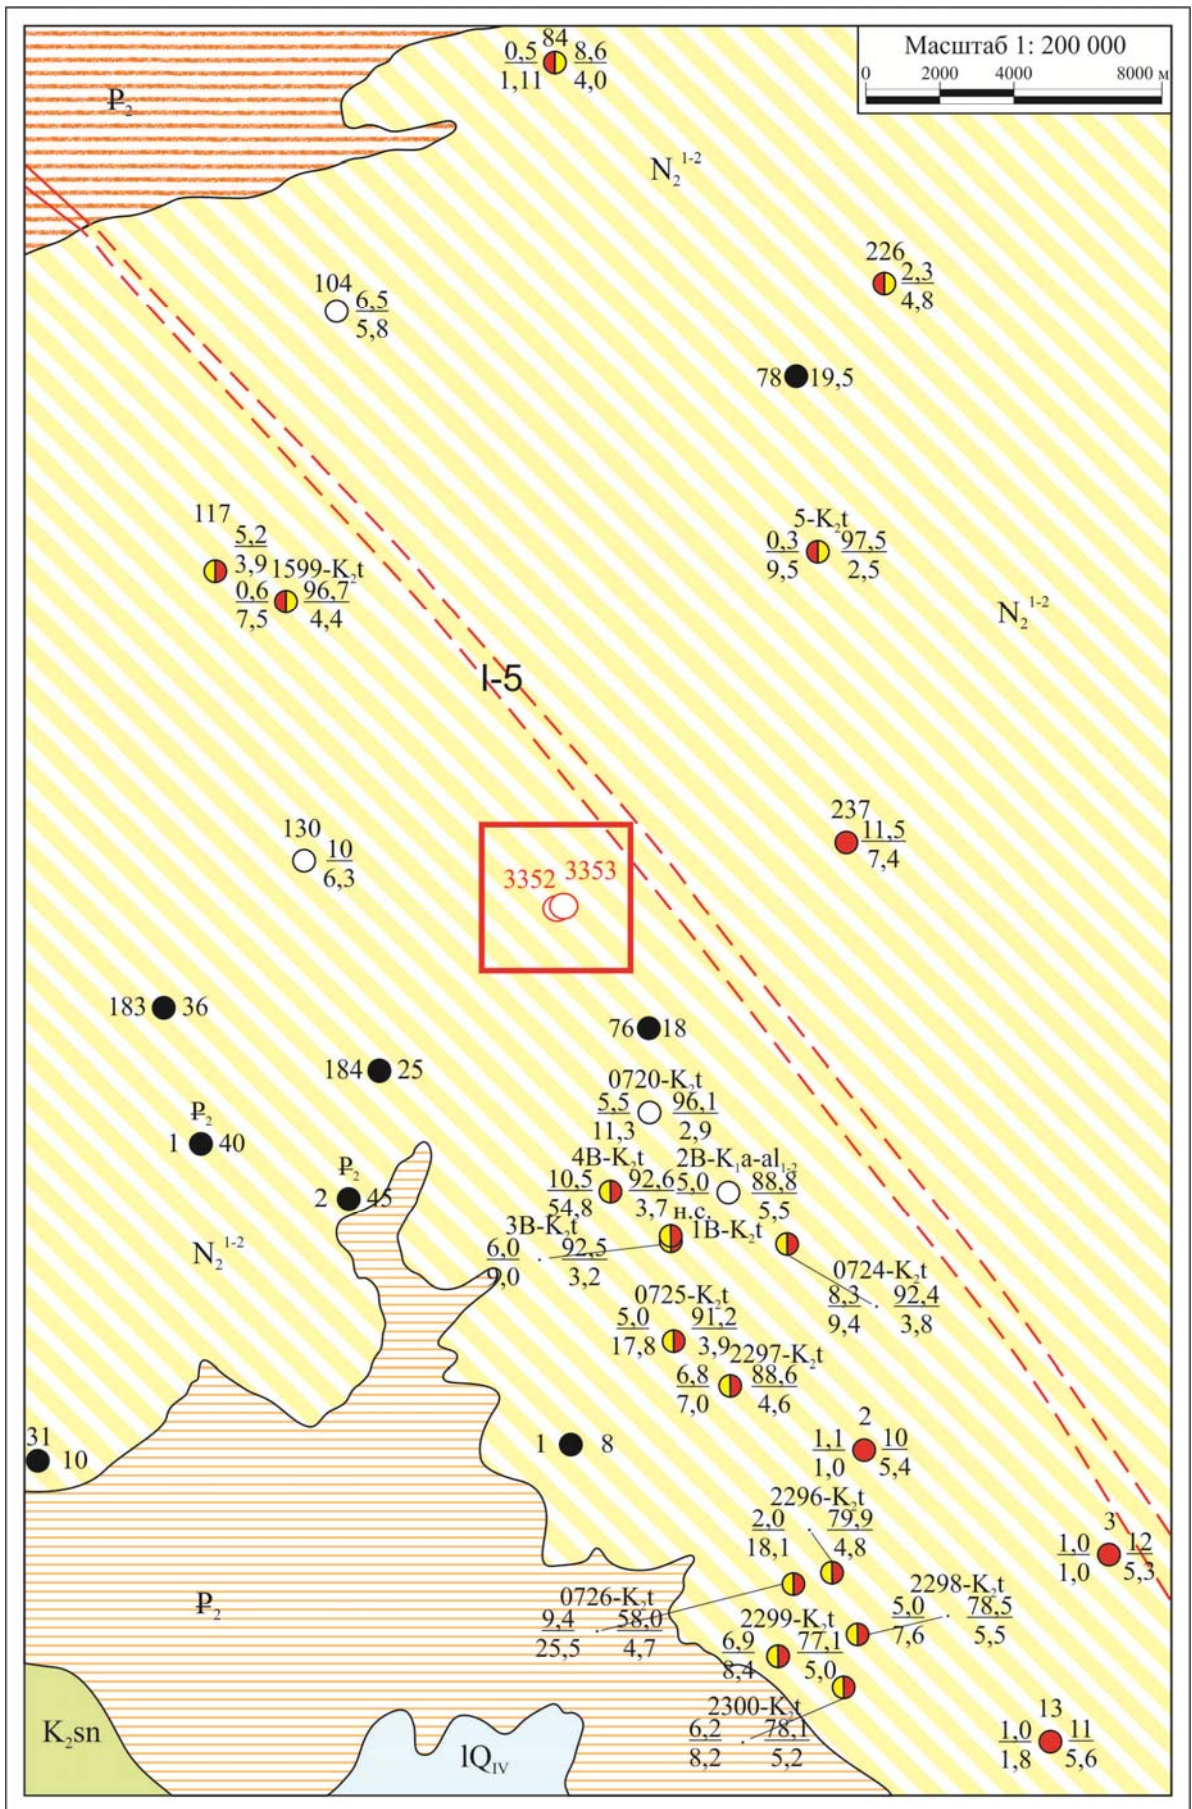 Масштаб 1: 200 000
0 2000 4000 8000 м
84
0,5 8,6
1,11 4,0
₽₂
N₂¹⁻²
226
2,3
4,8
104
6,5
5,8
78 19,5
117
5,2
3,9
1599-K₂t
0,6 96,7
7,5 4,4
5-K₂t
0,3 97,5
9,5 2,5
N₂¹⁻²
I-5
237
11,5
7,4
130
10
6,3
3352 3353
183 36
76 18
184 25
0720-K₂t
5,5 96,1
11,3 2,9
₽₂
1 40
₽₂
2 45
4В-K₂t
10,5 92,6
54,8 3,7
2В-K₁a-al₁₋₂
5,0 88,8
н.с. 5,5
3В-K₂t
6,0 92,5
9,0 3,2
1В-K₂t
N₂¹⁻²
0724-K₂t
8,3 92,4
9,4 3,8
0725-K₂t
5,0 91,2
17,8 3,9
2297-K₂t
6,8 88,6
7,0 4,6
31
10
1 8
2
1,1 10
1,0 5,4
2296-K₂t
2,0 79,9
18,1 4,8
3
1,0 12
1,0 5,3
0726-K₂t
9,4 58,0
25,5 4,7
2298-K₂t
5,0 78,5
7,6 5,5
₽₂
2299-K₂t
6,9 77,1
8,4 5,0
2300-K₂t
6,2 78,1
8,2 5,2
13
1,0 11
1,8 5,6
K₂sn
lQ_IV